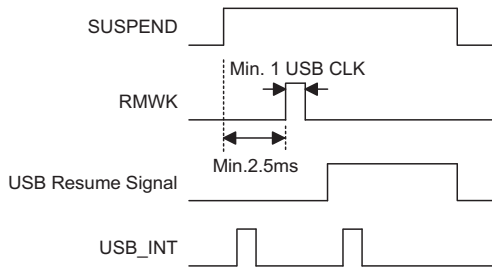 SUSPEND
Min. 1 USB CLK
RMWK
Min.2.5ms
USB Resume Signal
USB_INT